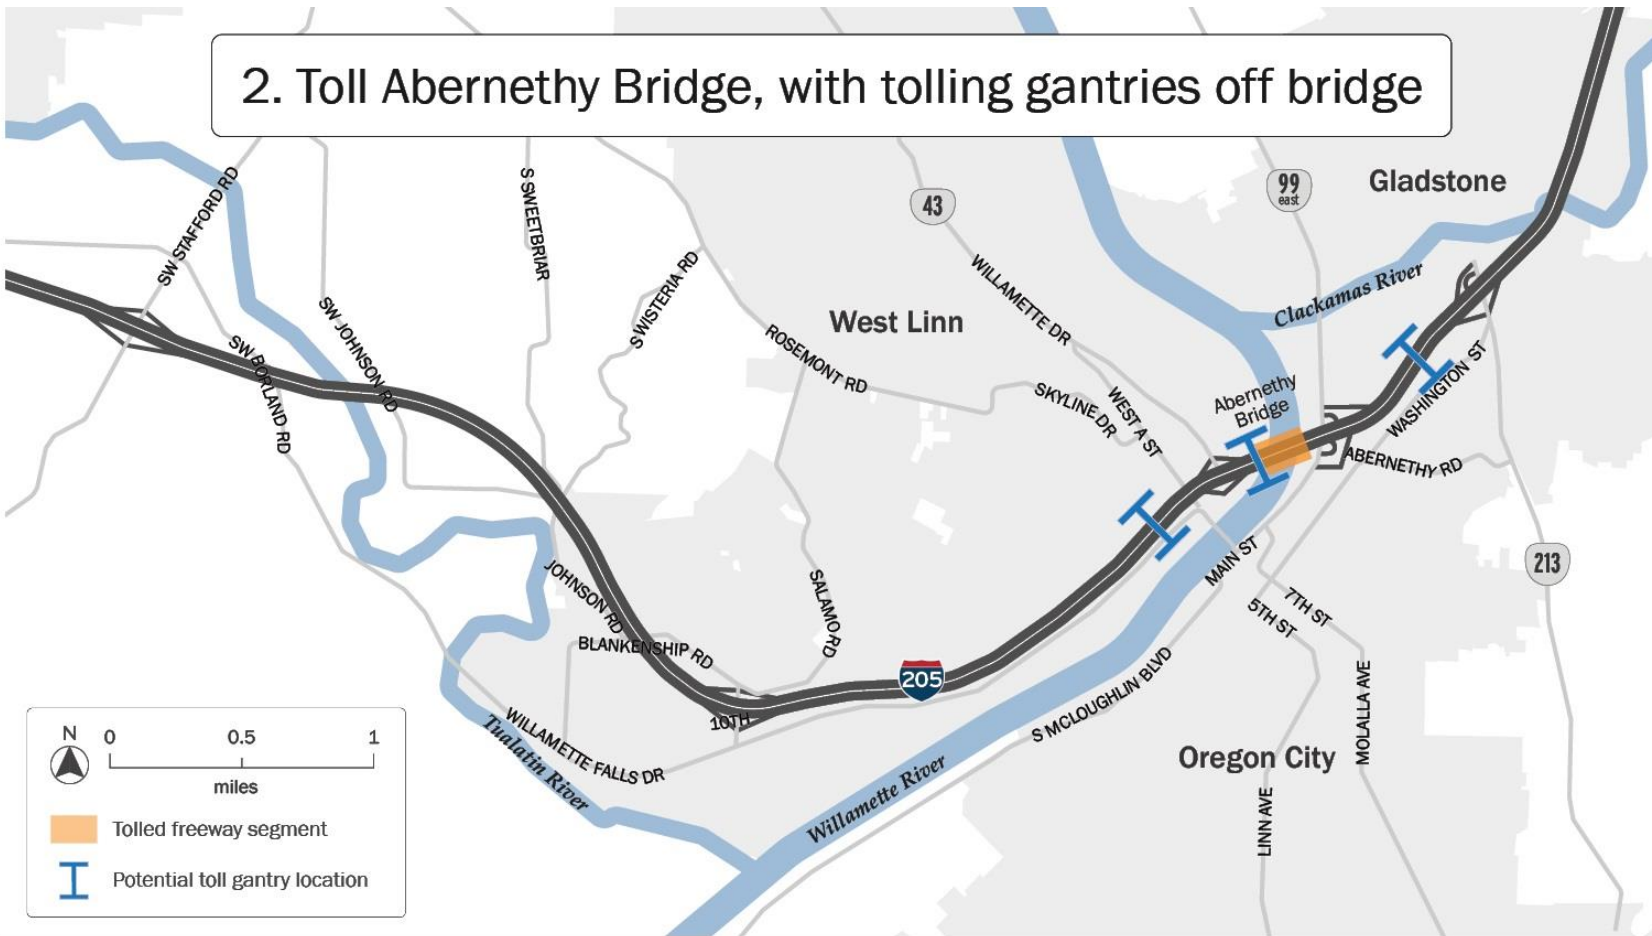 2. Toll Abernethy Bridge, with tolling gantries off bridge
SW STAFFORD RD
S SWEETBRIAR
43
99
east
Gladstone
S WISTERIA RD
WILLAMETTE DR
Clackamas River
SW JOHNSON RD
SW BORLAND RD
West Linn
ROSEMONT RD
SKYLINE DR
WEST A ST
Abernethy
Bridge
WASHINGTON ST
ABERNETHY RD
213
MAIN ST
7TH ST
5TH ST
JOHNSON RD
SALAMO RD
BLANKENSHIP RD
205
10TH
S MCLOUGHLIN BLVD
MOLALLA AVE
Oregon City
LINN AVE
WILLAMETTE FALLS DR
Tualatin River
Willamette River
N
0 0.5 1
miles
Tolled freeway segment
Potential toll gantry location